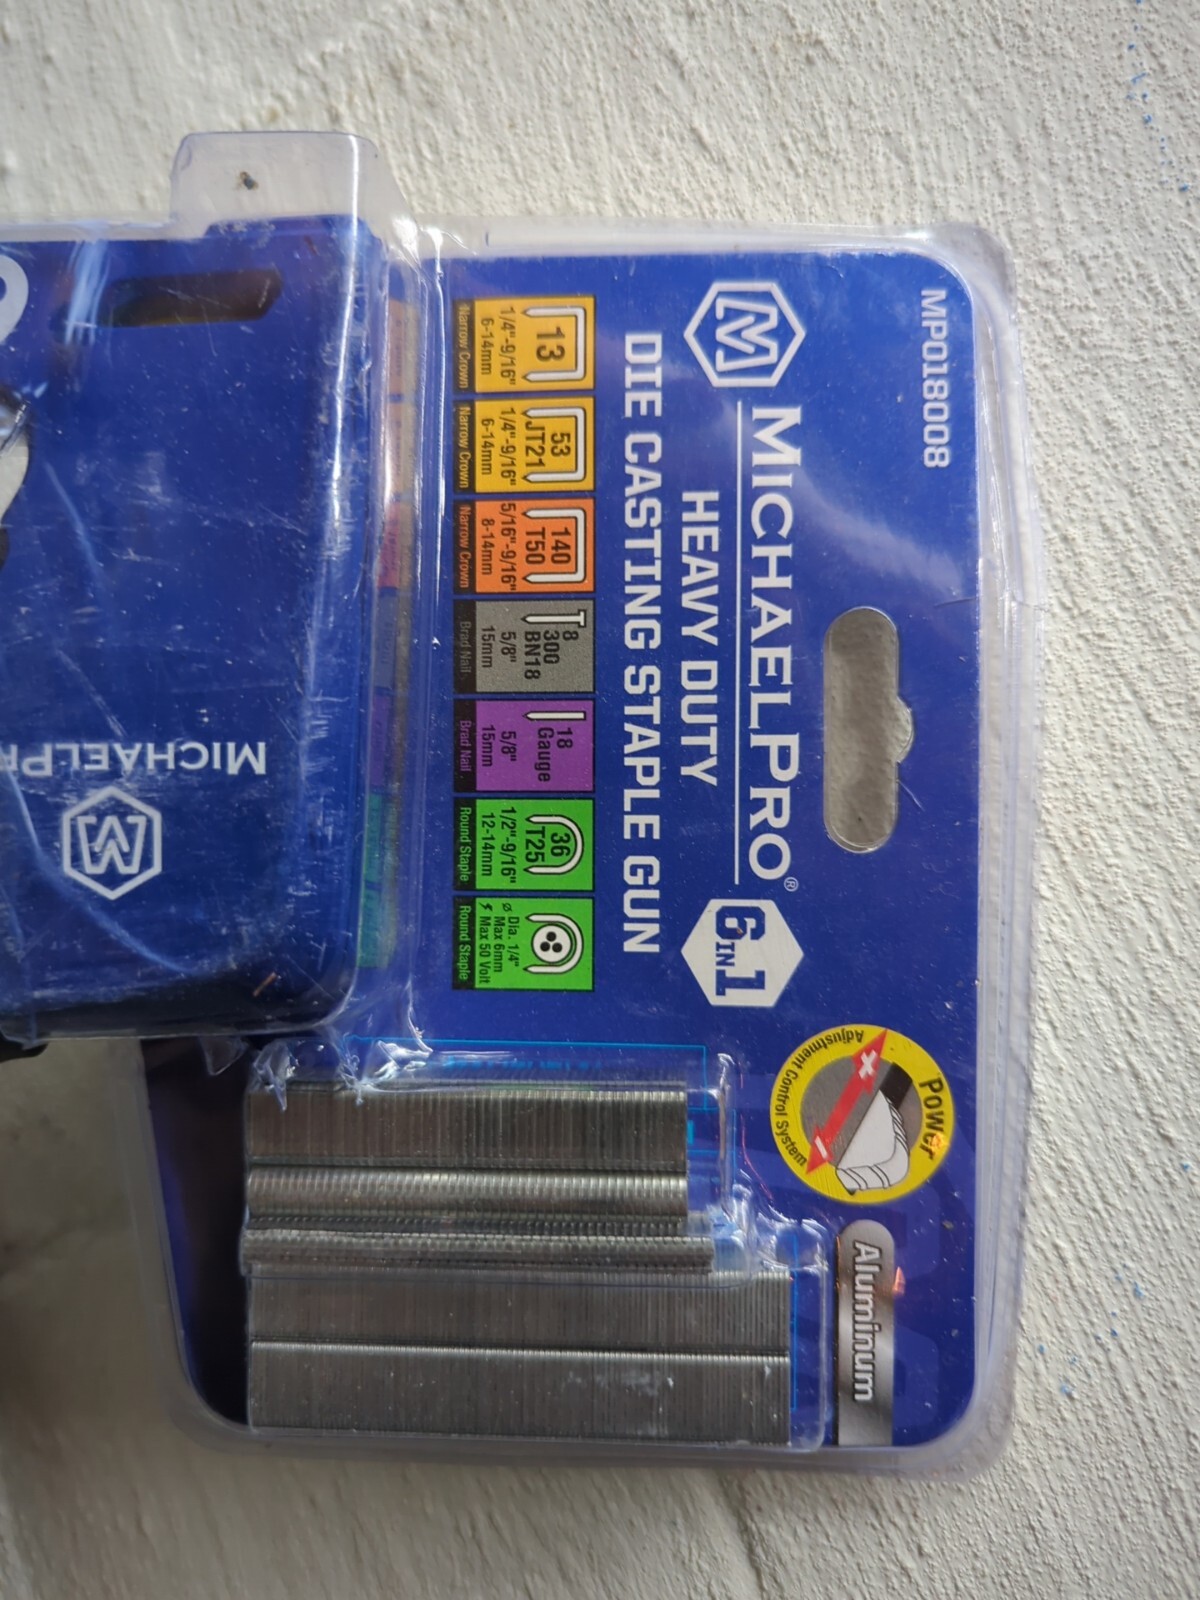 MP018008
MICHAELPRO®
HEAVY DUTY
DIE CASTING STAPLE GUN
6 IN 1
13
1/4"-9/16"
6-14mm
Narrow Crown
53
JT21
1/4"-9/16"
6-14mm
Narrow Crown
140
T50
5/16"-9/16"
8-14mm
Narrow Crown
8
300
BN18
5/8"
15mm
Brad Nail
18
Gauge
5/8"
15mm
Brad Nail
36
T25
1/2"-9/16"
12-14mm
Round Staple
Ø Dia. 1/4"
Max 6mm
Max 50 Volt
Round Staple
Power
+
-
Adjustment Control System
Aluminum
MICHAELPR